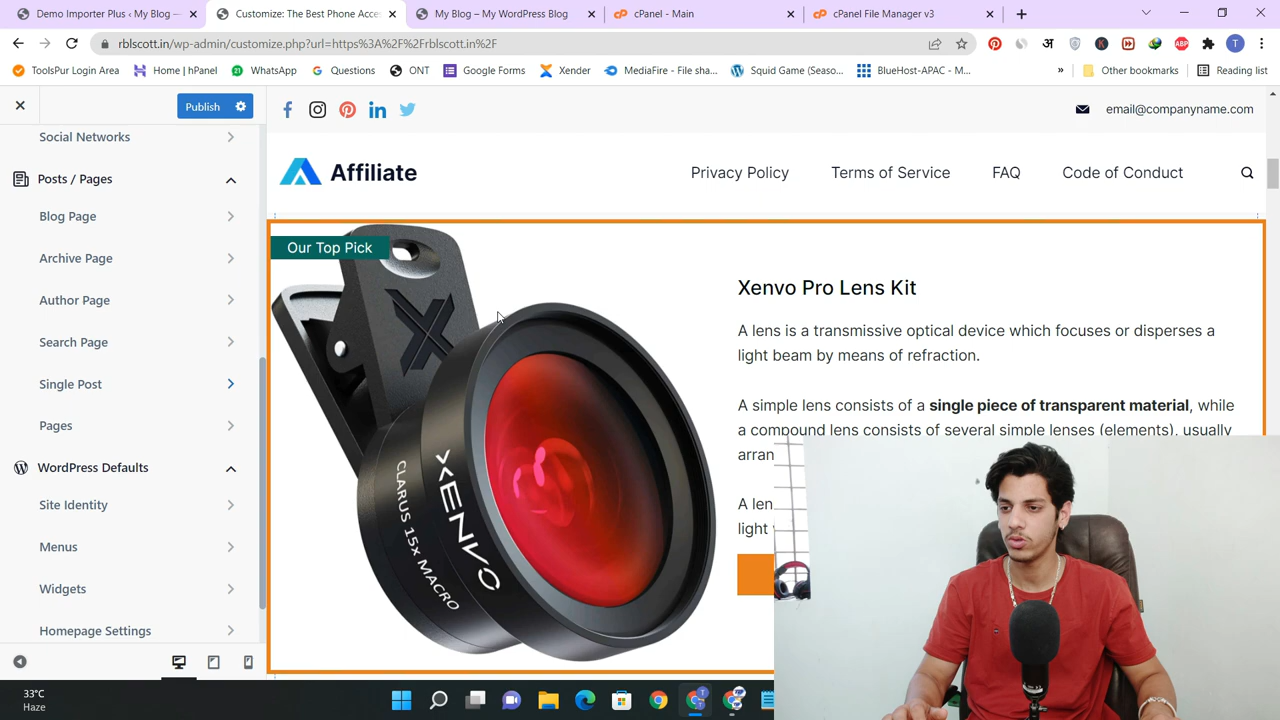 Demo Importer Plus ‹ My Blog —
Customize: The Best Phone Acce
My Blog – My WordPress Blog
cPanel - Main
cPanel File Manager v3
rblscott.in/wp-admin/customize.php?url=https%3A%2F%2Frblscott.in%2F
T
ToolsPur Login Area
Home | hPanel
WhatsApp
Questions
ONT
Google Forms
Xender
MediaFire - File sha...
Squid Game (Seaso...
BlueHost-APAC - M...
»
Other bookmarks
Reading list
Publish
Social Networks
Posts / Pages
Blog Page
Archive Page
Author Page
Search Page
Single Post
Pages
WordPress Defaults
Site Identity
Menus
Widgets
Homepage Settings
email@companyname.com
Affiliate
Privacy Policy
Terms of Service
FAQ
Code of Conduct
Our Top Pick
X
XENVO
CLARUS 15x MACRO
Xenvo Pro Lens Kit
A lens is a transmissive optical device which focuses or disperses a
light beam by means of refraction.
A simple lens consists of a single piece of transparent material, while
a compound lens consists of several simple lenses (elements), usually
arran
A len
light
33°C
Haze